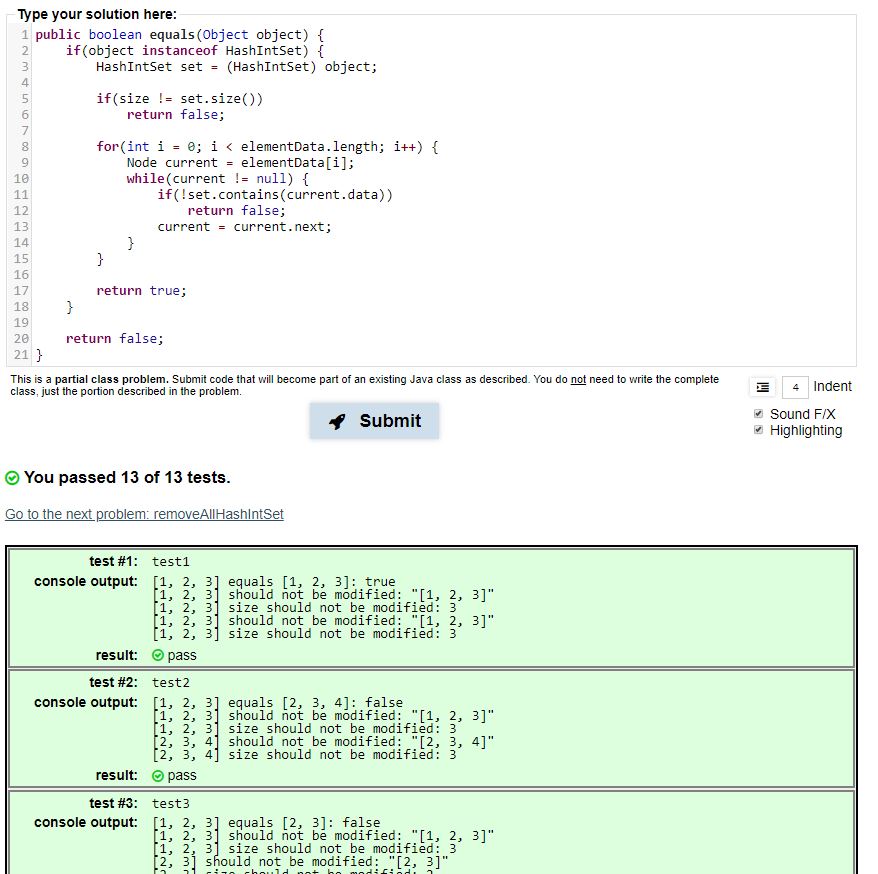 Type your solution here:
1 public boolean equals(Object object) {
2     if(object instanceof HashIntSet) {
3         HashIntSet set = (HashIntSet) object;
4
5         if(size != set.size())
6             return false;
7
8         for(int i = 0; i < elementData.length; i++) {
9             Node current = elementData[i];
10             while(current != null) {
11                 if(!set.contains(current.data))
12                     return false;
13                 current = current.next;
14             }
15         }
16
17         return true;
18     }
19
20     return false;
21 }
This is a partial class problem. Submit code that will become part of an existing Java class as described. You do not need to write the complete
class, just the portion described in the problem.
4 Indent
Sound F/X
Highlighting
Submit
You passed 13 of 13 tests.
Go to the next problem: removeAllHashIntSet
test #1: test1
console output: [1, 2, 3] equals [1, 2, 3]: true
[1, 2, 3] should not be modified: "[1, 2, 3]"
[1, 2, 3] size should not be modified: 3
[1, 2, 3] should not be modified: "[1, 2, 3]"
[1, 2, 3] size should not be modified: 3
result: pass
test #2: test2
console output: [1, 2, 3] equals [2, 3, 4]: false
[1, 2, 3] should not be modified: "[1, 2, 3]"
[1, 2, 3] size should not be modified: 3
[2, 3, 4] should not be modified: "[2, 3, 4]"
[2, 3, 4] size should not be modified: 3
result: pass
test #3: test3
console output: [1, 2, 3] equals [2, 3]: false
[1, 2, 3] should not be modified: "[1, 2, 3]"
[1, 2, 3] size should not be modified: 3
[2, 3] should not be modified: "[2, 3]"